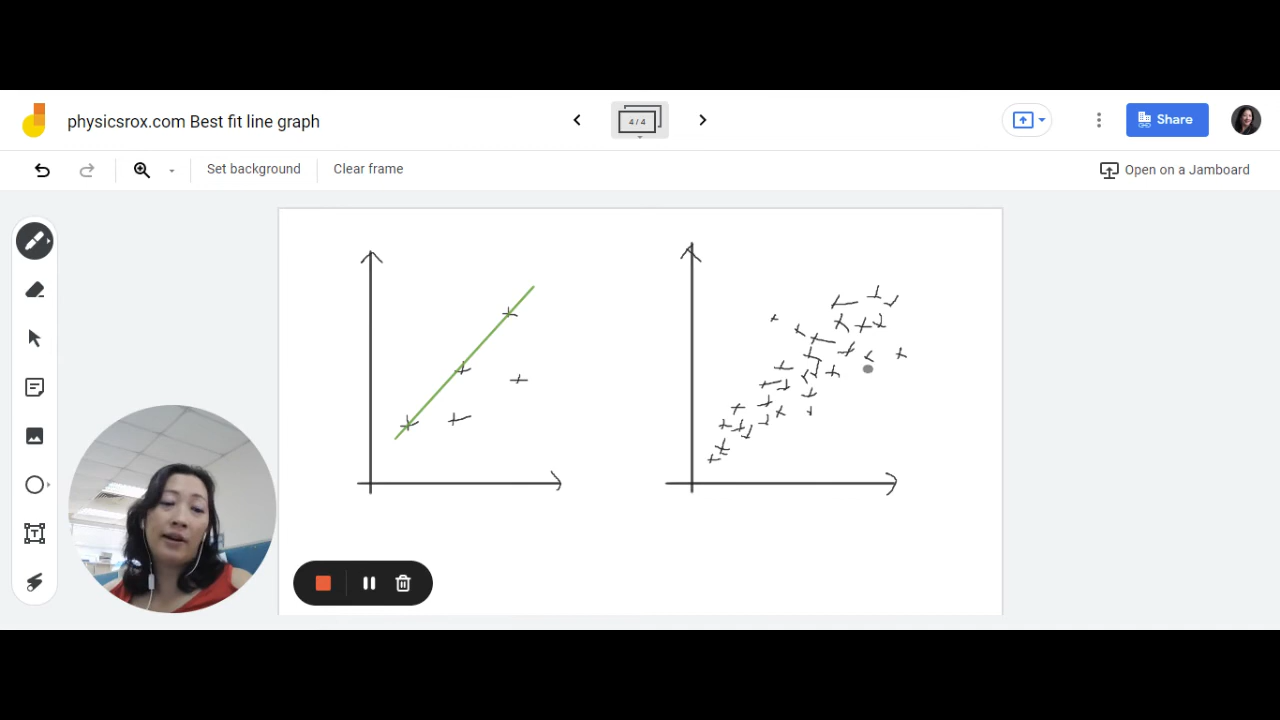 physicsrox.com Best fit line graph
4 / 4
Share
Set background
Clear frame
Open on a Jamboard
T